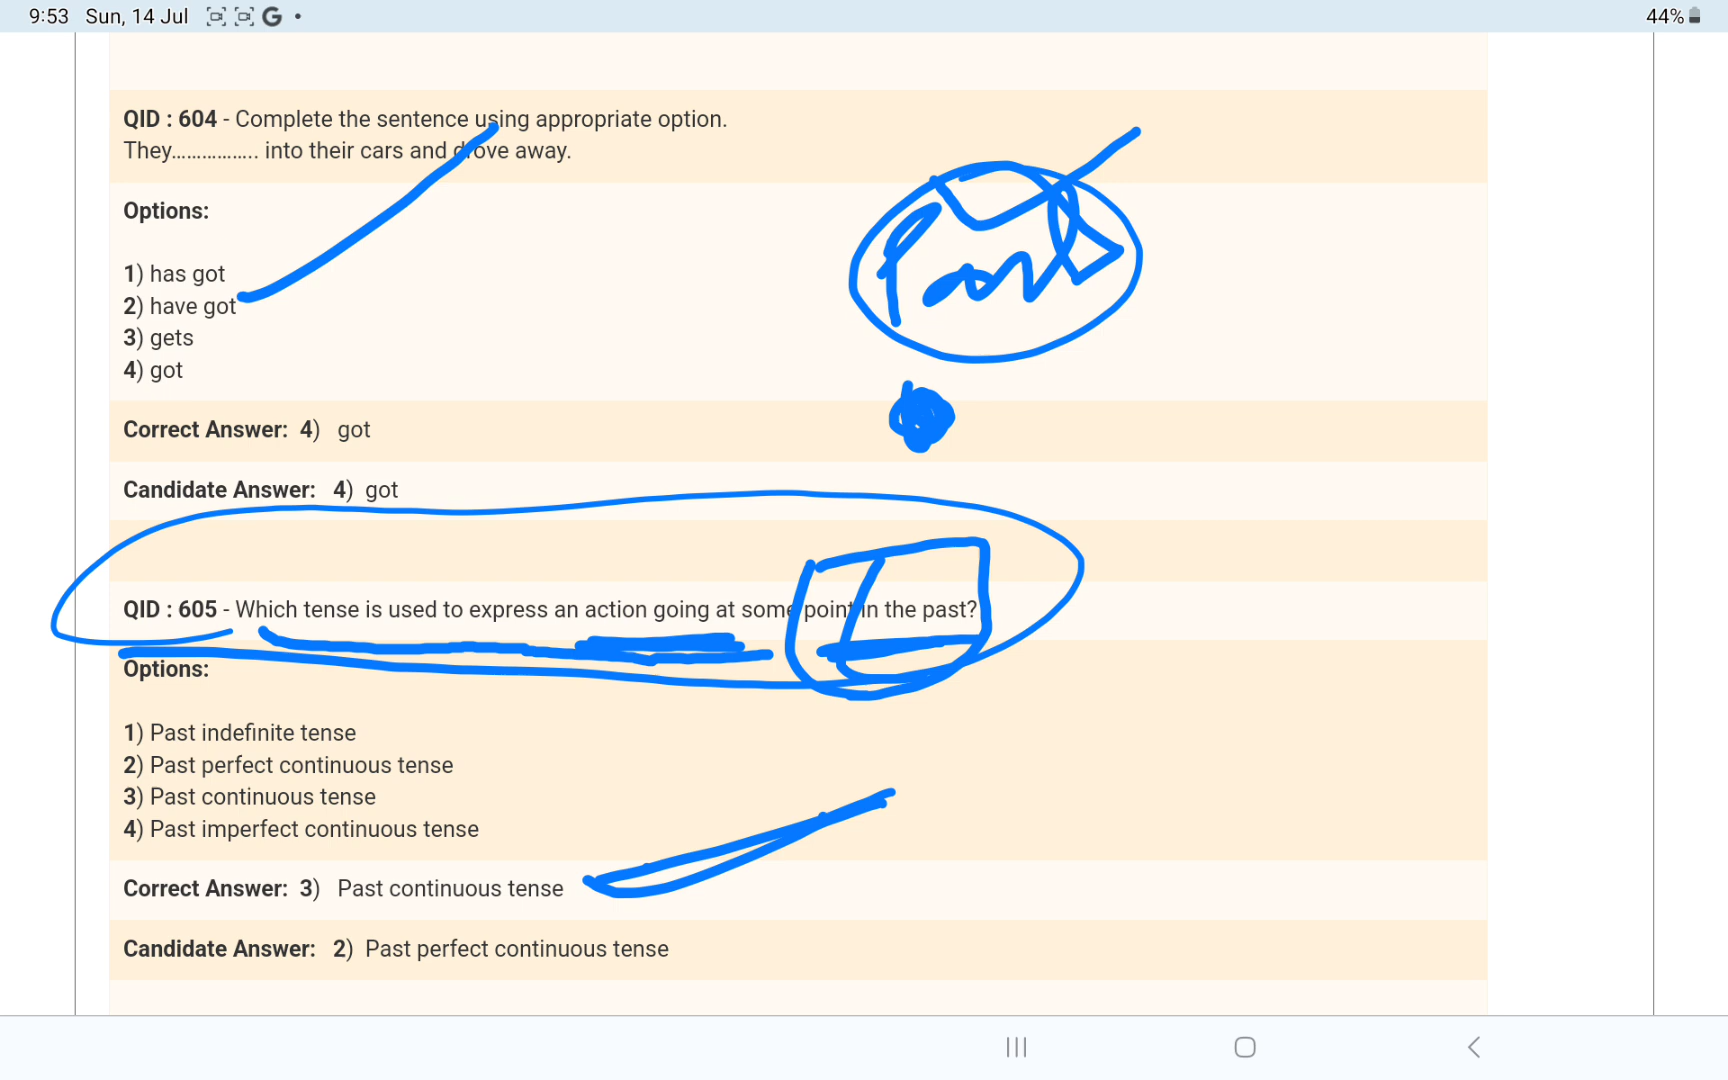 9:53 Sun, 14 Jul G • 44%
QID : 604 - Complete the sentence using appropriate option.
They................ into their cars and drove away.
Options:
1) has got
2) have got
3) gets
4) got
Correct Answer: 4) got
Candidate Answer: 4) got
QID : 605 - Which tense is used to express an action going at some point in the past?
Options:
1) Past indefinite tense
2) Past perfect continuous tense
3) Past continuous tense
4) Past imperfect continuous tense
Correct Answer: 3) Past continuous tense
Candidate Answer: 2) Past perfect continuous tense